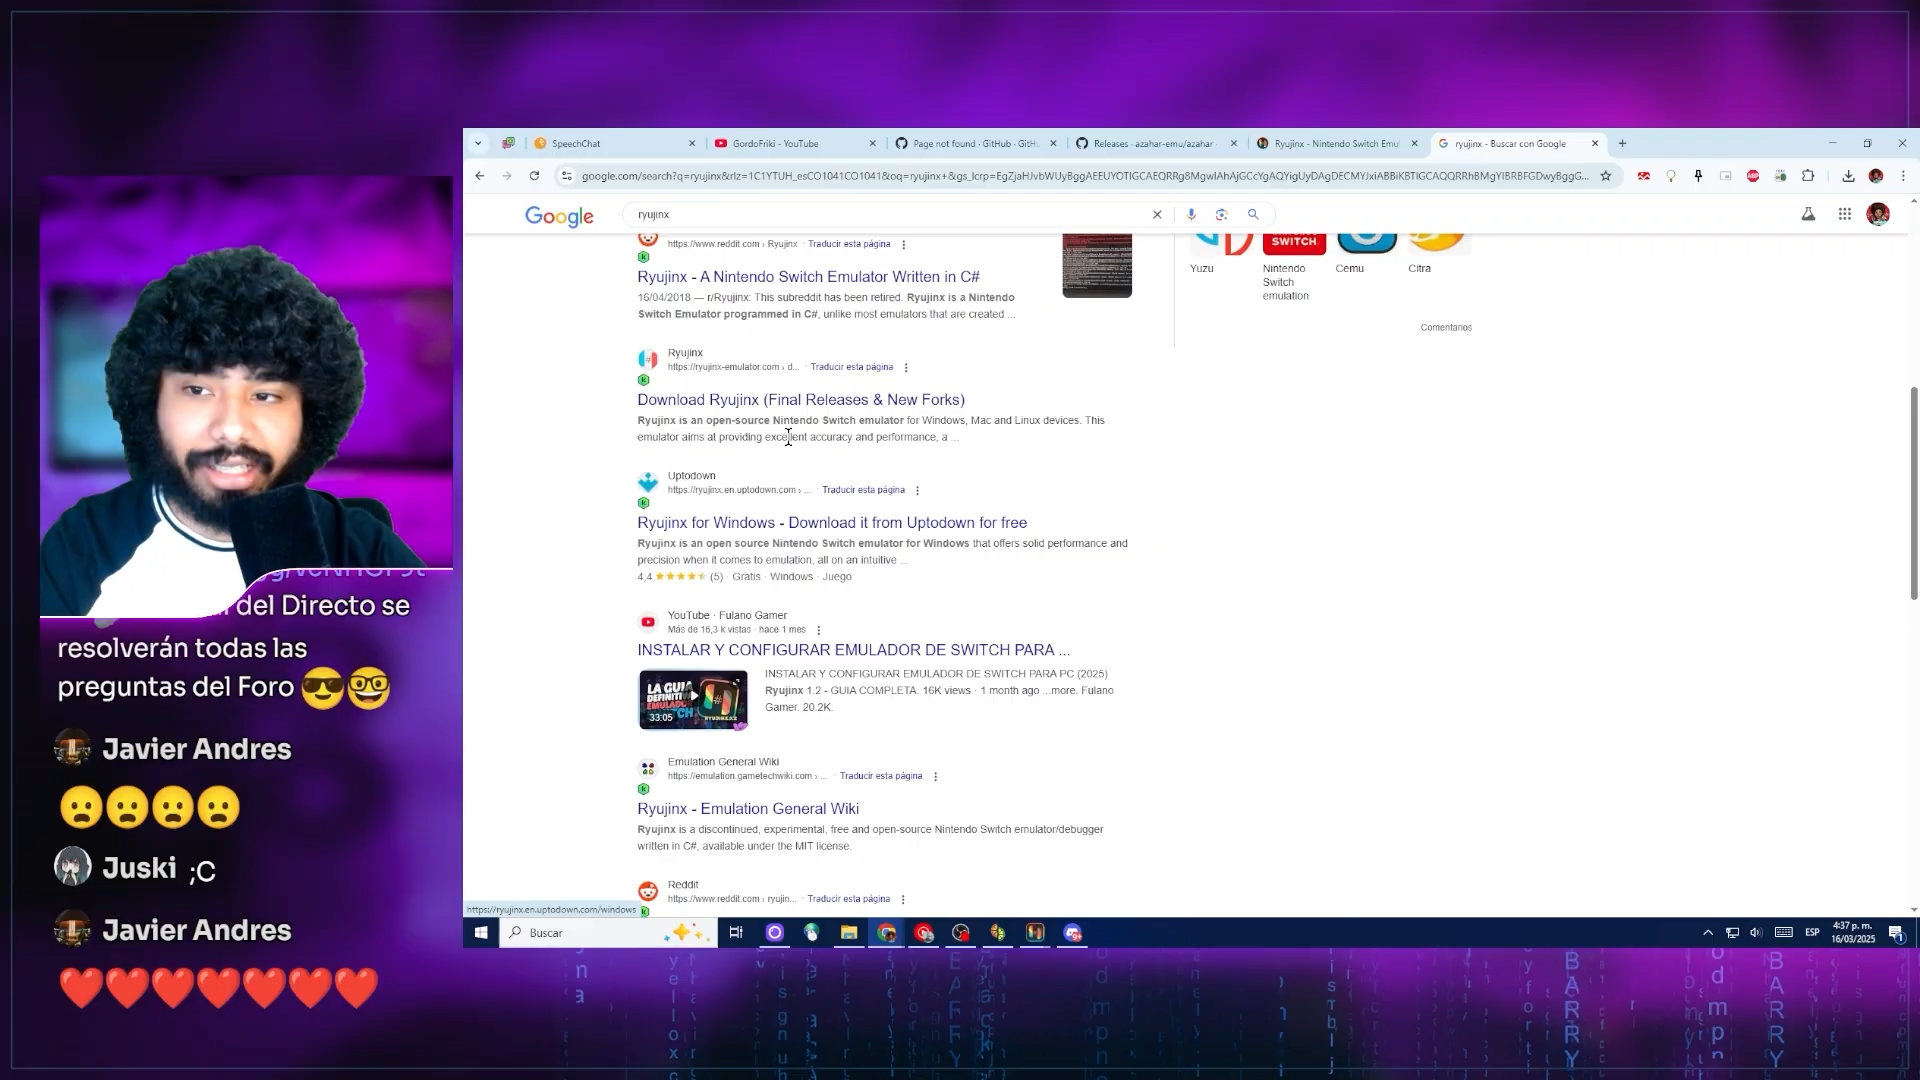 SpeechChat
GordoFriki - YouTube
Page not found · GitHub · GitH
Releases · azahar-emu/azahar
Ryujinx - Nintendo Switch Emu
ryujinx - Buscar con Google
Google
ryujinx
https://www.reddit.com › Ryujinx · Traducir esta página
Ryujinx - A Nintendo Switch Emulator Written in C#
16/04/2018 — r/Ryujinx: This subreddit has been retired. Ryujinx is a Nintendo
Switch Emulator programmed in C#, unlike most emulators that are created ...
Ryujinx
https://ryujinx-emulator.com › d... · Traducir esta página
Download Ryujinx (Final Releases & New Forks)
Ryujinx is an open-source Nintendo Switch emulator for Windows, Mac and Linux devices. This
emulator aims at providing excellent accuracy and performance, a ...
Uptodown
https://ryujinx.en.uptodown.com › ... · Traducir esta página
Ryujinx for Windows - Download it from Uptodown for free
Ryujinx is an open source Nintendo Switch emulator for Windows that offers solid performance and
precision when it comes to emulation, all on an intuitive ...
4,4 (5) · Gratis · Windows · Juego
YouTube · Fulano Gamer
Más de 16,3 k vistas · hace 1 mes
INSTALAR Y CONFIGURAR EMULADOR DE SWITCH PARA ...
LA GUIA
DEFINITI
33:05
INSTALAR Y CONFIGURAR EMULADOR DE SWITCH PARA PC (2025)
Ryujinx 1.2 - GUIA COMPLETA. 16K views · 1 month ago ...more. Fulano
Gamer. 20.2K.
Emulation General Wiki
https://emulation.gametechwiki.com › ... · Traducir esta página
Ryujinx - Emulation General Wiki
Ryujinx is a discontinued, experimental, free and open-source Nintendo Switch emulator/debugger
written in C#, available under the MIT license.
Reddit
https://www.reddit.com › ryujin... · Traducir esta página
https://ryujinx.en.uptodown.com/windows
SWITCH
Yuzu
Nintendo
Switch
emulation
Cemu
Citra
Comentarios
Buscar
ESP
4:37 p. m.
16/03/2025
1
del Directo se
resolverán todas las
preguntas del Foro 😎🤓
Javier Andres
😦😦😦😦
Juski ;C
Javier Andres
❤️❤️❤️❤️❤️❤️❤️
BARRY
BARRY